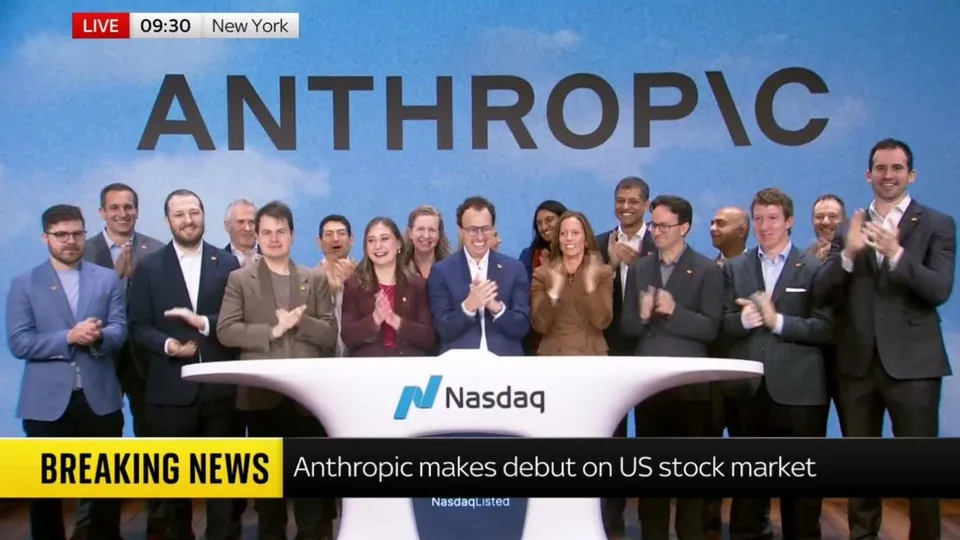 LIVE 09:30 New York
ANTHROP\C
Nasdaq
BREAKING NEWS Anthropic makes debut on US stock market
NasdaqListed